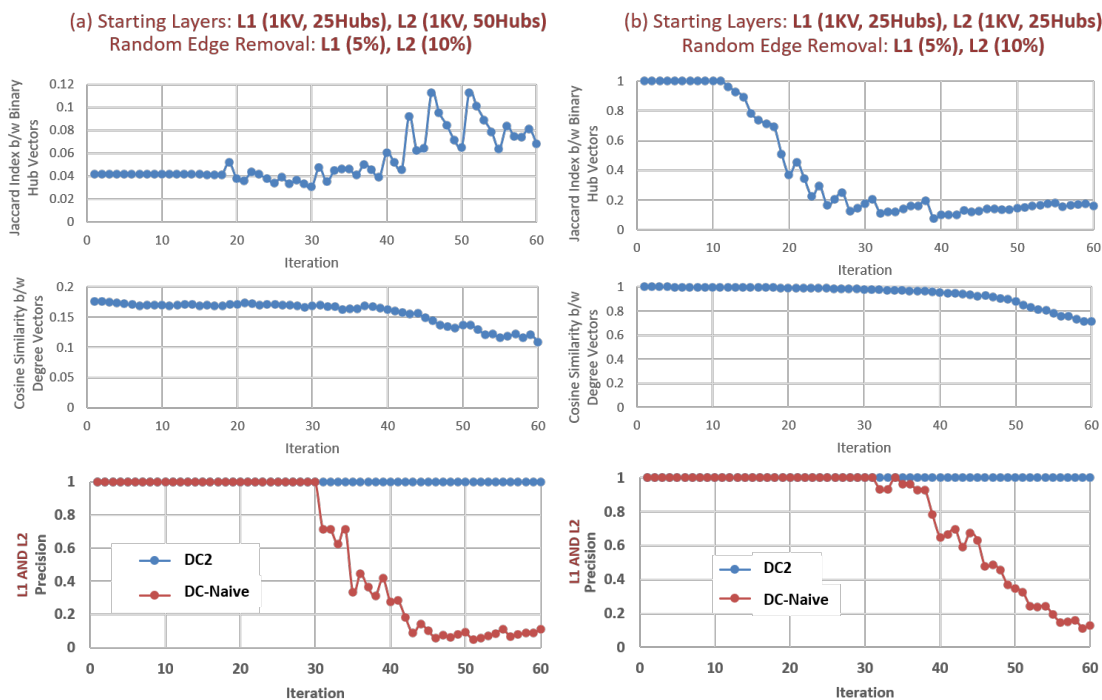 (a) Starting Layers: L1 (1KV, 25Hubs), L2 (1KV, 50Hubs)
Random Edge Removal: L1 (5%), L2 (10%)
Jaccard Index b/w Binary
Hub Vectors
0.12
0.1
0.08
0.06
0.04
0.02
0
0 10 20 30 40 50 60
Iteration
Cosine Similarity b/w
Degree Vectors
0.2
0.15
0.1
0.05
0
0 10 20 30 40 50 60
Iteration
L1 AND L2
Precision
1
0.8
0.6
0.4
0.2
0
DC2
DC-Naive
0 10 20 30 40 50 60
Iteration
(b) Starting Layers: L1 (1KV, 25Hubs), L2 (1KV, 25Hubs)
Random Edge Removal: L1 (5%), L2 (10%)
Jaccard Index b/w Binary
Hub Vectors
1
0.8
0.6
0.4
0.2
0
0 10 20 30 40 50 60
Iteration
Cosine Similarity b/w
Degree Vectors
1
0.8
0.6
0.4
0.2
0
0 10 20 30 40 50 60
Iteration
L1 AND L2
Precision
1
0.8
0.6
0.4
0.2
0
DC2
DC-Naive
0 10 20 30 40 50 60
Iteration